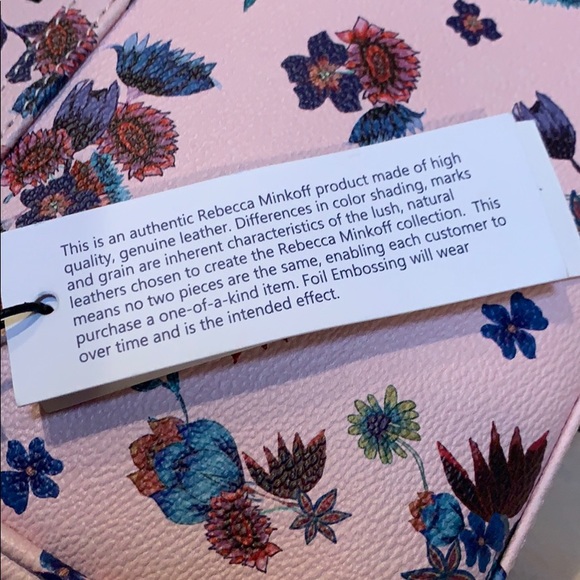 This is an authentic Rebecca Minkoff product made of high
quality, genuine leather. Differences in color shading, marks
and grain are inherent characteristics of the lush, natural
leathers chosen to create the Rebecca Minkoff collection. This
means no two pieces are the same, enabling each customer to
purchase a one-of-a-kind item. Foil Embossing will wear
over time and is the intended effect.